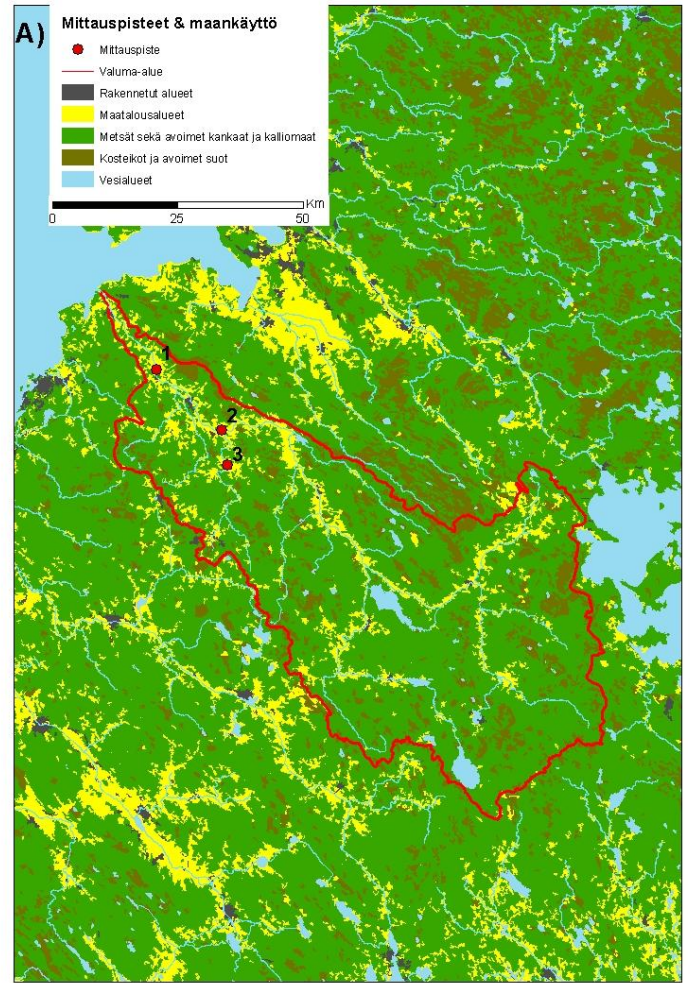 A)
Mittauspisteet & maankäyttö
Mittauspiste
Valuma-alue
Rakennetut alueet
Maatalousalueet
Metsät sekä avoimet kankaat ja kalliomaat
Kosteikot ja avoimet suot
Vesialueet
Km
0 25 50
1
2
3